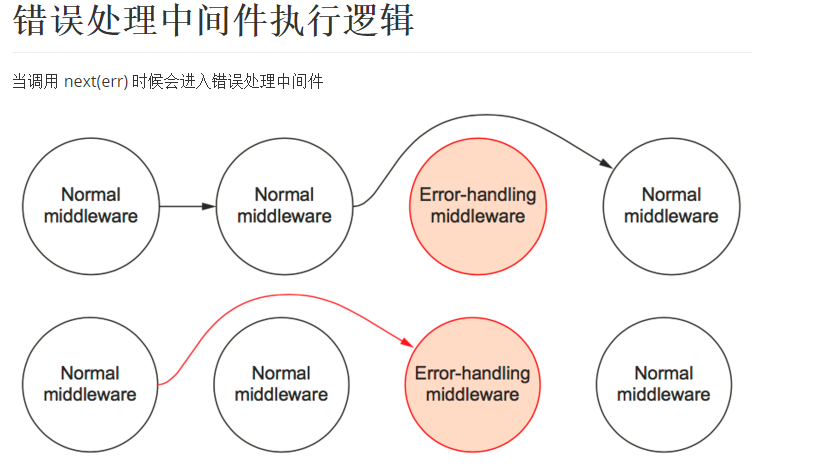 错误处理中间件执行逻辑
当调用 next(err) 时候会进入错误处理中间件
Normal
middleware
Normal
middleware
Error-handling
middleware
Normal
middleware
Normal
middleware
Normal
middleware
Error-handling
middleware
Normal
middleware